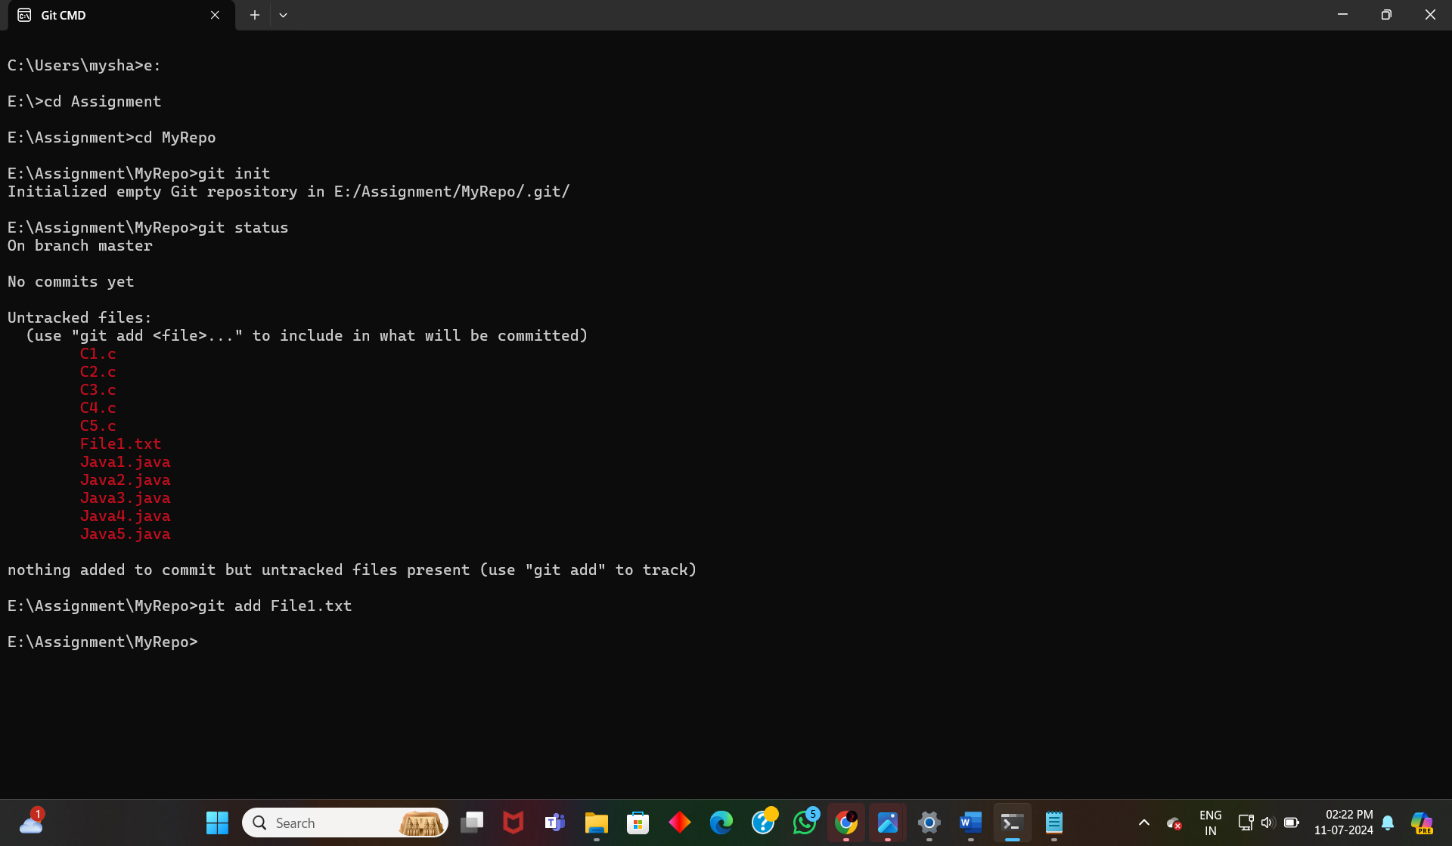 Git CMD
C:\Users\mysha>e:
E:\>cd Assignment
E:\Assignment>cd MyRepo
E:\Assignment\MyRepo>git init
Initialized empty Git repository in E:/Assignment/MyRepo/.git/
E:\Assignment\MyRepo>git status
On branch master
No commits yet
Untracked files:
  (use "git add <file>..." to include in what will be committed)
        C1.c
        C2.c
        C3.c
        C4.c
        C5.c
        File1.txt
        Java1.java
        Java2.java
        Java3.java
        Java4.java
        Java5.java
nothing added to commit but untracked files present (use "git add" to track)
E:\Assignment\MyRepo>git add File1.txt
E:\Assignment\MyRepo>
1
Search
5
ENG
IN
02:22 PM
11-07-2024
PRE